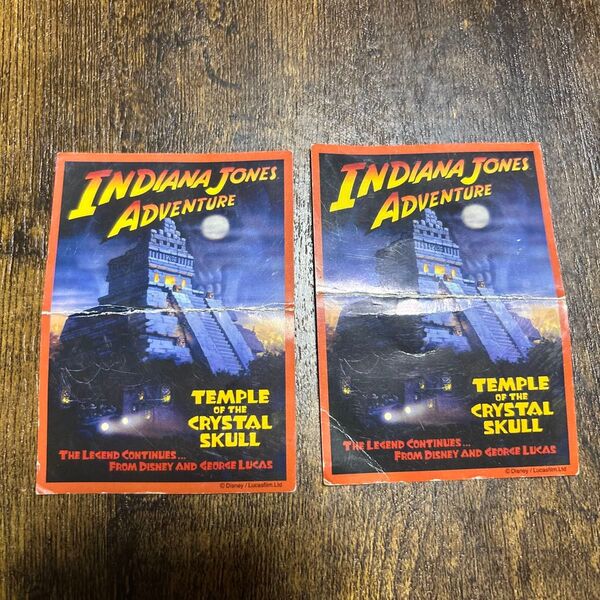 INDIANA JONES
ADVENTURE
TEMPLE
OF THE
CRYSTAL
SKULL
THE LEGEND CONTINUES...
FROM DISNEY AND GEORGE LUCAS
© Disney / Lucasfilm.Ltd
INDIANA JONES
ADVENTURE
TEMPLE
OF THE
CRYSTAL
SKULL
THE LEGEND CONTINUES...
FROM DISNEY AND GEORGE LUCAS
© Disney / Lucasfilm.Ltd